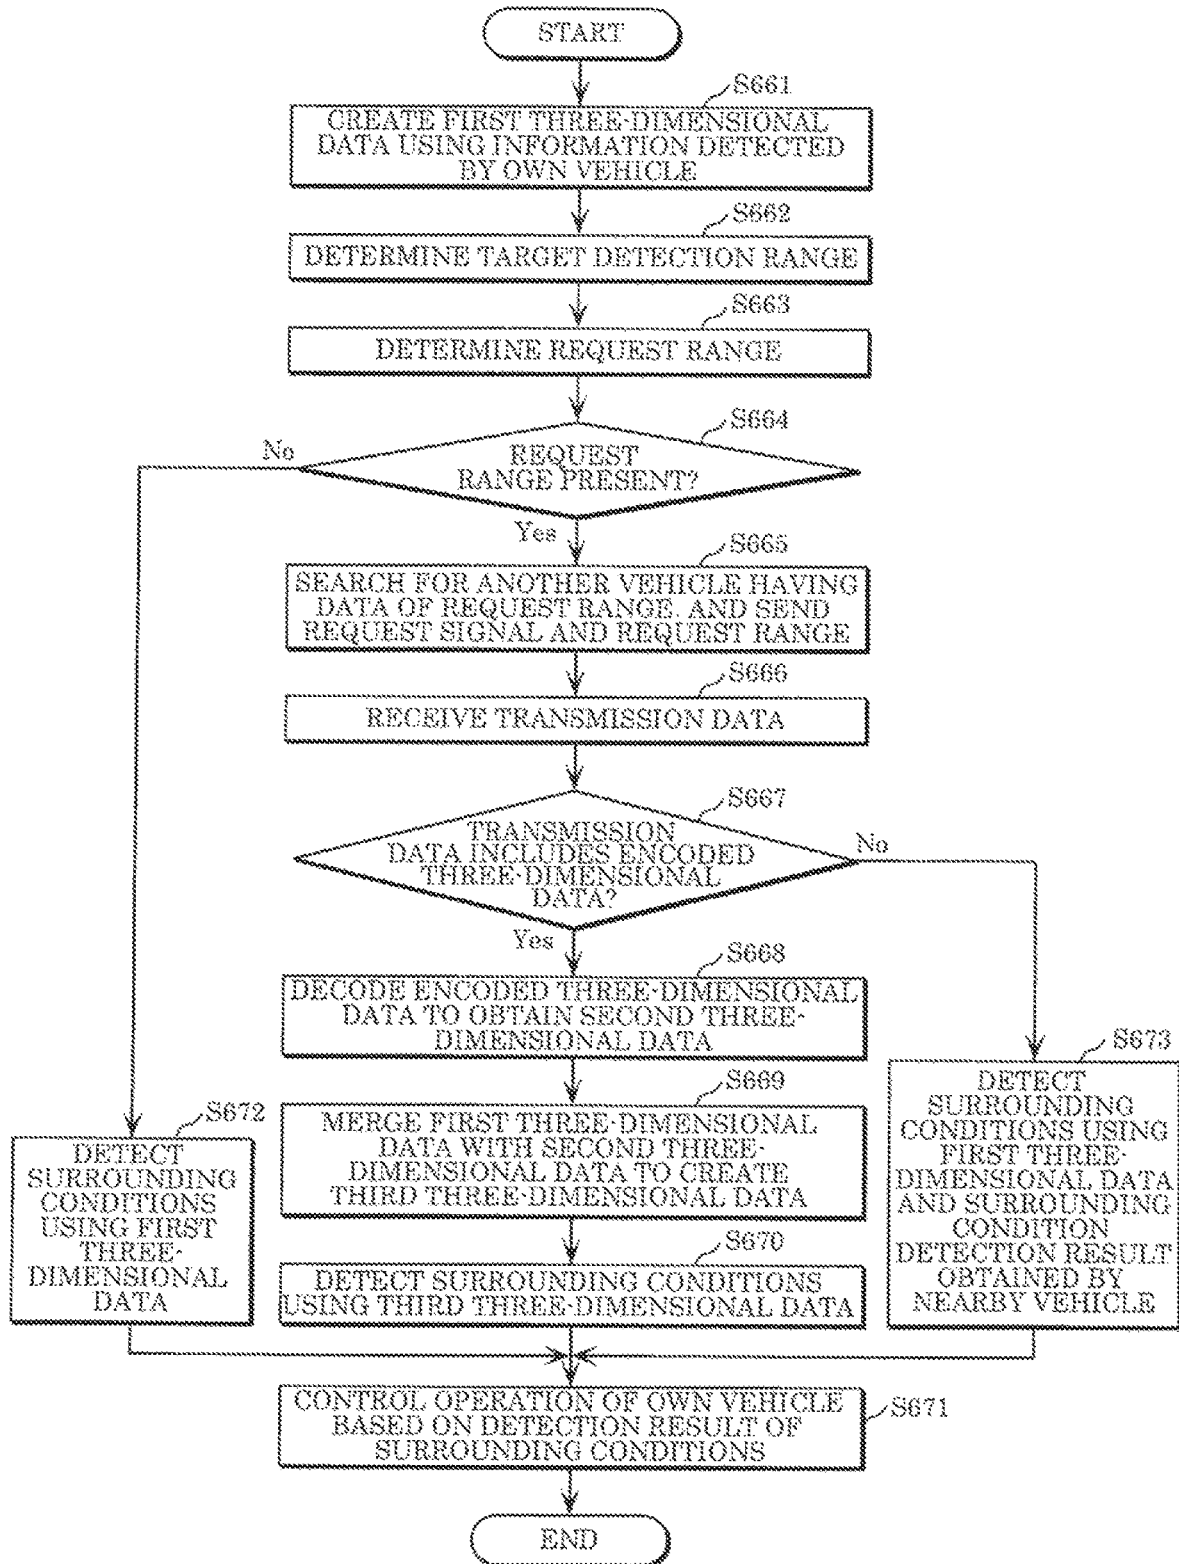 START
S661
CREATE FIRST THREE-DIMENSIONAL
DATA USING INFORMATION DETECTED
BY OWN VEHICLE
S662
DETERMINE TARGET DETECTION RANGE
S663
DETERMINE REQUEST RANGE
S664
No
REQUEST
RANGE PRESENT?
Yes
S665
SEARCH FOR ANOTHER VEHICLE HAVING
DATA OF REQUEST RANGE, AND SEND
REQUEST SIGNAL AND REQUEST RANGE
S666
RECEIVE TRANSMISSION DATA
S667
TRANSMISSION
DATA INCLUDES ENCODED
THREE-DIMENSIONAL
DATA?
No
Yes
S668
DECODE ENCODED THREE-DIMENSIONAL
DATA TO OBTAIN SECOND THREE-
DIMENSIONAL DATA
S669
MERGE FIRST THREE-DIMENSIONAL
DATA WITH SECOND THREE-
DIMENSIONAL DATA TO CREATE
THIRD THREE-DIMENSIONAL DATA
S670
DETECT SURROUNDING CONDITIONS
USING THIRD THREE-DIMENSIONAL DATA
S672
DETECT
SURROUNDING
CONDITIONS
USING FIRST
THREE-
DIMENSIONAL
DATA
S673
DETECT
SURROUNDING
CONDITIONS USING
FIRST THREE-
DIMENSIONAL DATA
AND SURROUNDING
CONDITION
DETECTION RESULT
OBTAINED BY
NEARBY VEHICLE
CONTROL OPERATION OF OWN VEHICLE
BASED ON DETECTION RESULT OF
SURROUNDING CONDITIONS
S671
END